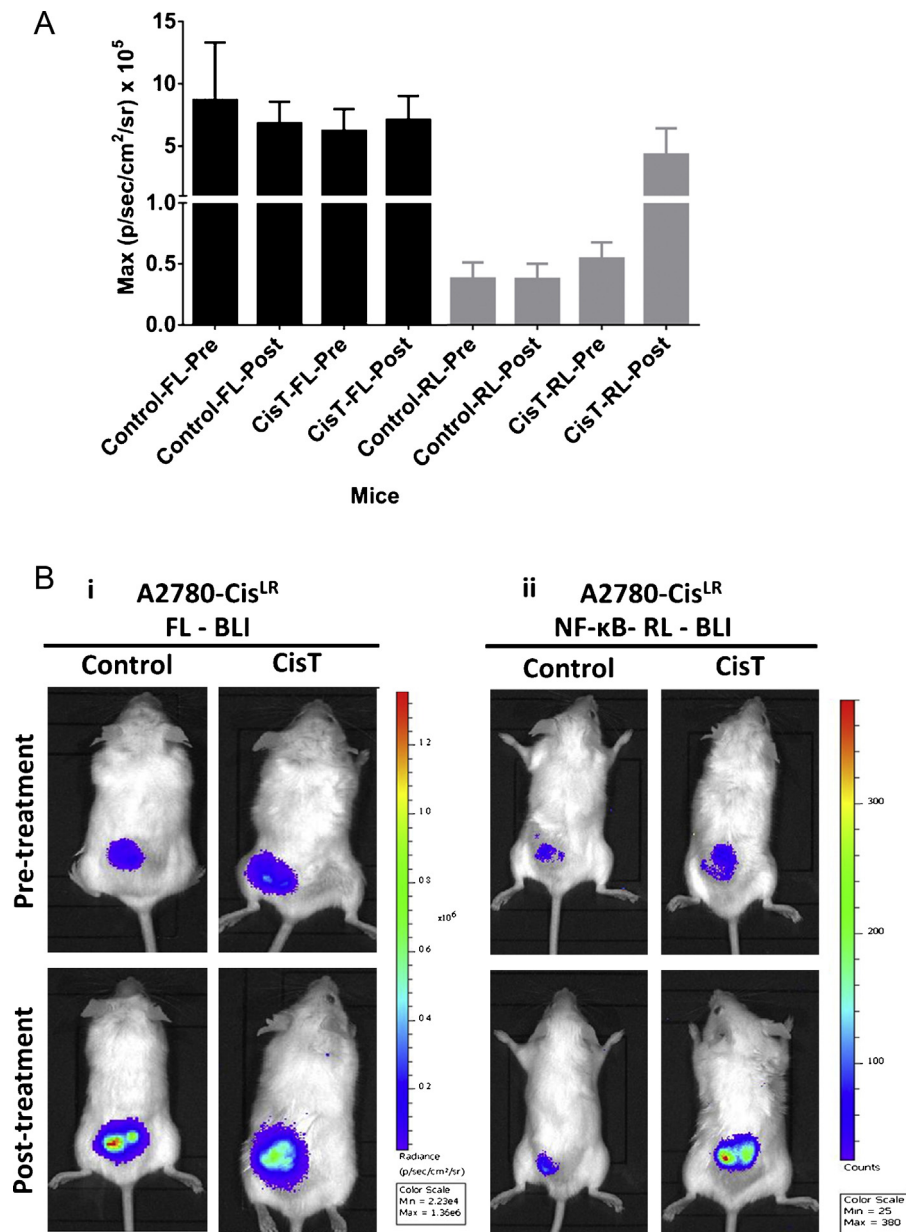 A
Max (p/sec/cm²/sr) x 10⁵
15
10
5
1.0
0.5
0.0
Control-FL-Pre
Control-FL-Post
CisT-FL-Pre
CisT-FL-Post
Control-RL-Pre
Control-RL-Post
CisT-RL-Pre
CisT-RL-Post
Mice
B
i
A2780-Cisᴸᴿ
FL - BLI
Control
CisT
ii
A2780-Cisᴸᴿ
NF-κB- RL - BLI
Control
CisT
Pre-treatment
Post-treatment
1.2
1.0
0.8
x10⁶
0.6
0.4
0.2
Radiance
(p/sec/cm²/sr)
Color Scale
Min = 2.23e4
Max = 1.36e6
300
200
100
Counts
Color Scale
Min = 25
Max = 380